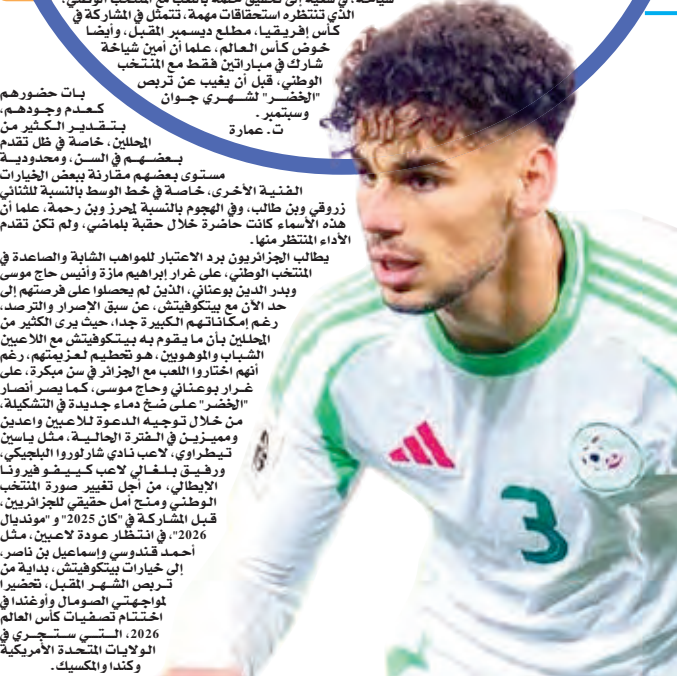 شياخة، في سعيه إلى تحقيق حلمه باللعب مع المنتخب الوطني،
الذي تنتظره استحقاقات مهمة، تتمثل في المشاركة في
كأس إفريقيا، مطلع ديسمبر المقبل، وأيضا
خوض كأس العالم، علما أن أمين شياخة
شارك في مباراتين فقط مع المنتخب
الوطني، قبل أن يغيب عن تربص
"الخضر" لشهري جوان
وسبتمبر.
ت. عمارة
بات حضورهم
كعدم وجودهم،
بتقدير الكثير من
المحللين، خاصة في ظل تقدم
بعضهم في السن، ومحدودية
مستوى بعضهم مقارنة ببعض الخيارات
الفنية الأخرى، خاصة في خط الوسط بالنسبة للثنائي
زروقي وبن طالب، وفي الهجوم بالنسبة لمحرز وبن رحمة، علما أن
هذه الأسماء كانت حاضرة خلال حقبة بلماضي، ولم تكن تقدم
الأداء المنتظر منها.
يطالب الجزائريون برد الاعتبار للمواهب الشابة والصاعدة في
المنتخب الوطني، على غرار إبراهيم مازة وأنيس حاج موسى
وبدر الدين بوعناني، الذين لم يحصلوا على فرصتهم إلى
حد الآن مع بيتكوفيتش، عن سبق الإصرار والترصد،
رغم إمكاناتهم الكبيرة جدا، حيث يرى الكثير من
المحللين بأن ما يقوم به بيتكوفيتش مع اللاعبين
الشباب والموهوبين، هو تحطيم لعزيمتهم، رغم
أنهم اختاروا اللعب مع الجزائر في سن مبكرة، على
غرار بوعناني وحاج موسى، كما يصر أنصار
"الخضر" على ضخ دماء جديدة في التشكيلة،
من خلال توجيه الدعوة للاعبين واعدين
ومميزين في الفترة الحالية، مثل ياسين
تيطراوي، لاعب نادي شارلوروا البلجيكي،
ورفيق بلغالي لاعب كييفو فيرونا
الإيطالي، من أجل تغيير صورة المنتخب
الوطني ومنح أمل حقيقي للجزائريين،
قبل المشاركة في "كان 2025" و "مونديال
2026"، في انتظار عودة لاعبين، مثل
أحمد قندوسي وإسماعيل بن ناصر،
إلى خيارات بيتكوفيتش، بداية من
تربص الشهر المقبل، تحضيرا
لمواجهتي الصومال وأوغندا في
اختتام تصفيات كأس العالم
2026، التي ستجري في
الولايات المتحدة الأمريكية
وكندا والمكسيك.
3